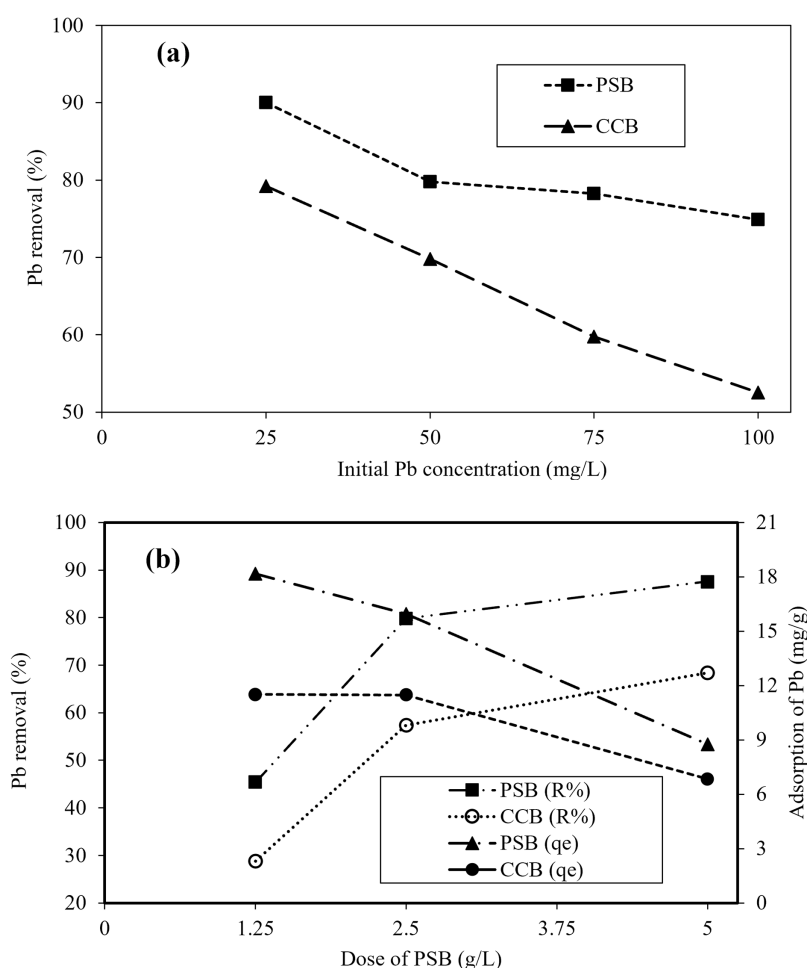 (a)
PSB
CCB
Pb removal (%)
100
90
80
70
60
50
0 25 50 75 100
Initial Pb concentration (mg/L)
(b)
Pb removal (%)
100
90
80
70
60
50
40
30
20
21
18
15
12
9
6
3
0
Adsorption of Pb (mg/g)
PSB (R%)
CCB (R%)
PSB (qe)
CCB (qe)
0 1.25 2.5 3.75 5
Dose of PSB (g/L)